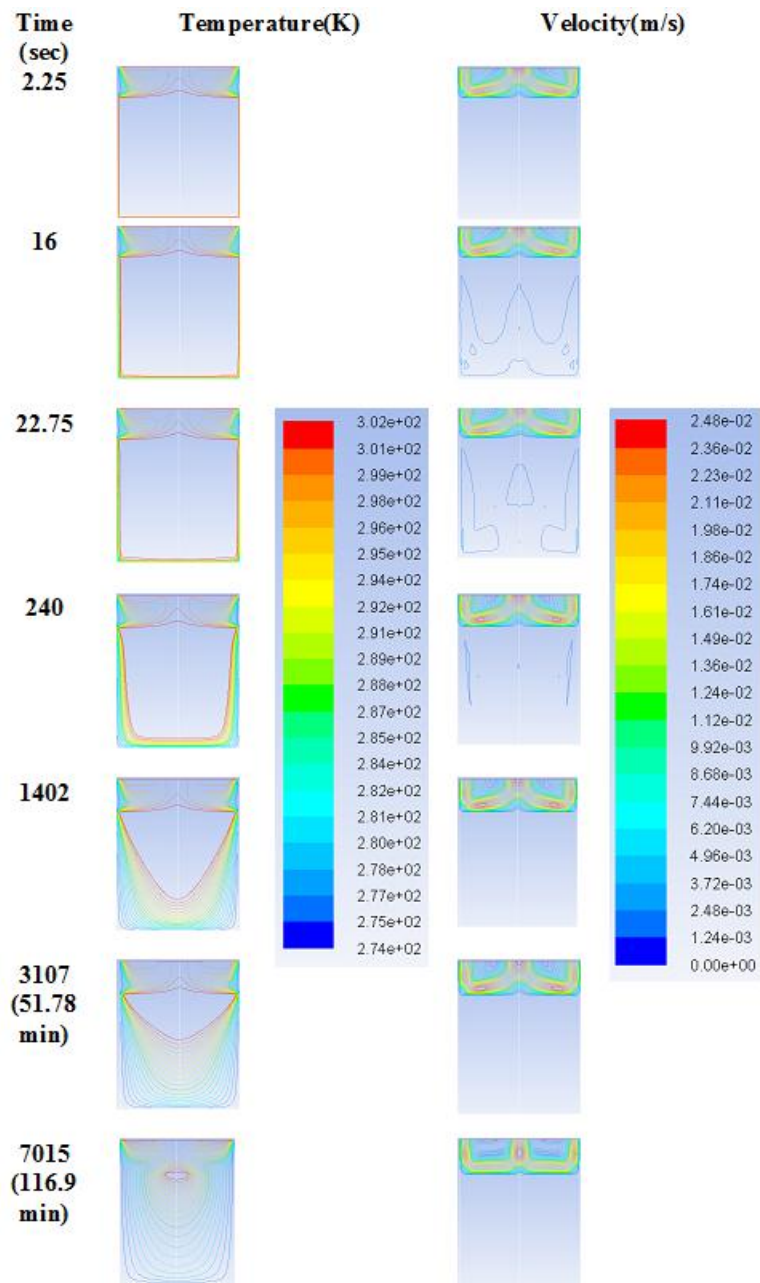 Time
(sec)
Temperature(K)
Velocity(m/s)
2.25
16
22.75
240
1402
3107
(51.78
min)
7015
(116.9
min)
3.02e+02
3.01e+02
2.99e+02
2.98e+02
2.96e+02
2.95e+02
2.94e+02
2.92e+02
2.91e+02
2.89e+02
2.88e+02
2.87e+02
2.85e+02
2.84e+02
2.82e+02
2.81e+02
2.80e+02
2.78e+02
2.77e+02
2.75e+02
2.74e+02
2.48e-02
2.36e-02
2.23e-02
2.11e-02
1.98e-02
1.86e-02
1.74e-02
1.61e-02
1.49e-02
1.36e-02
1.24e-02
1.12e-02
9.92e-03
8.68e-03
7.44e-03
6.20e-03
4.96e-03
3.72e-03
2.48e-03
1.24e-03
0.00e+00